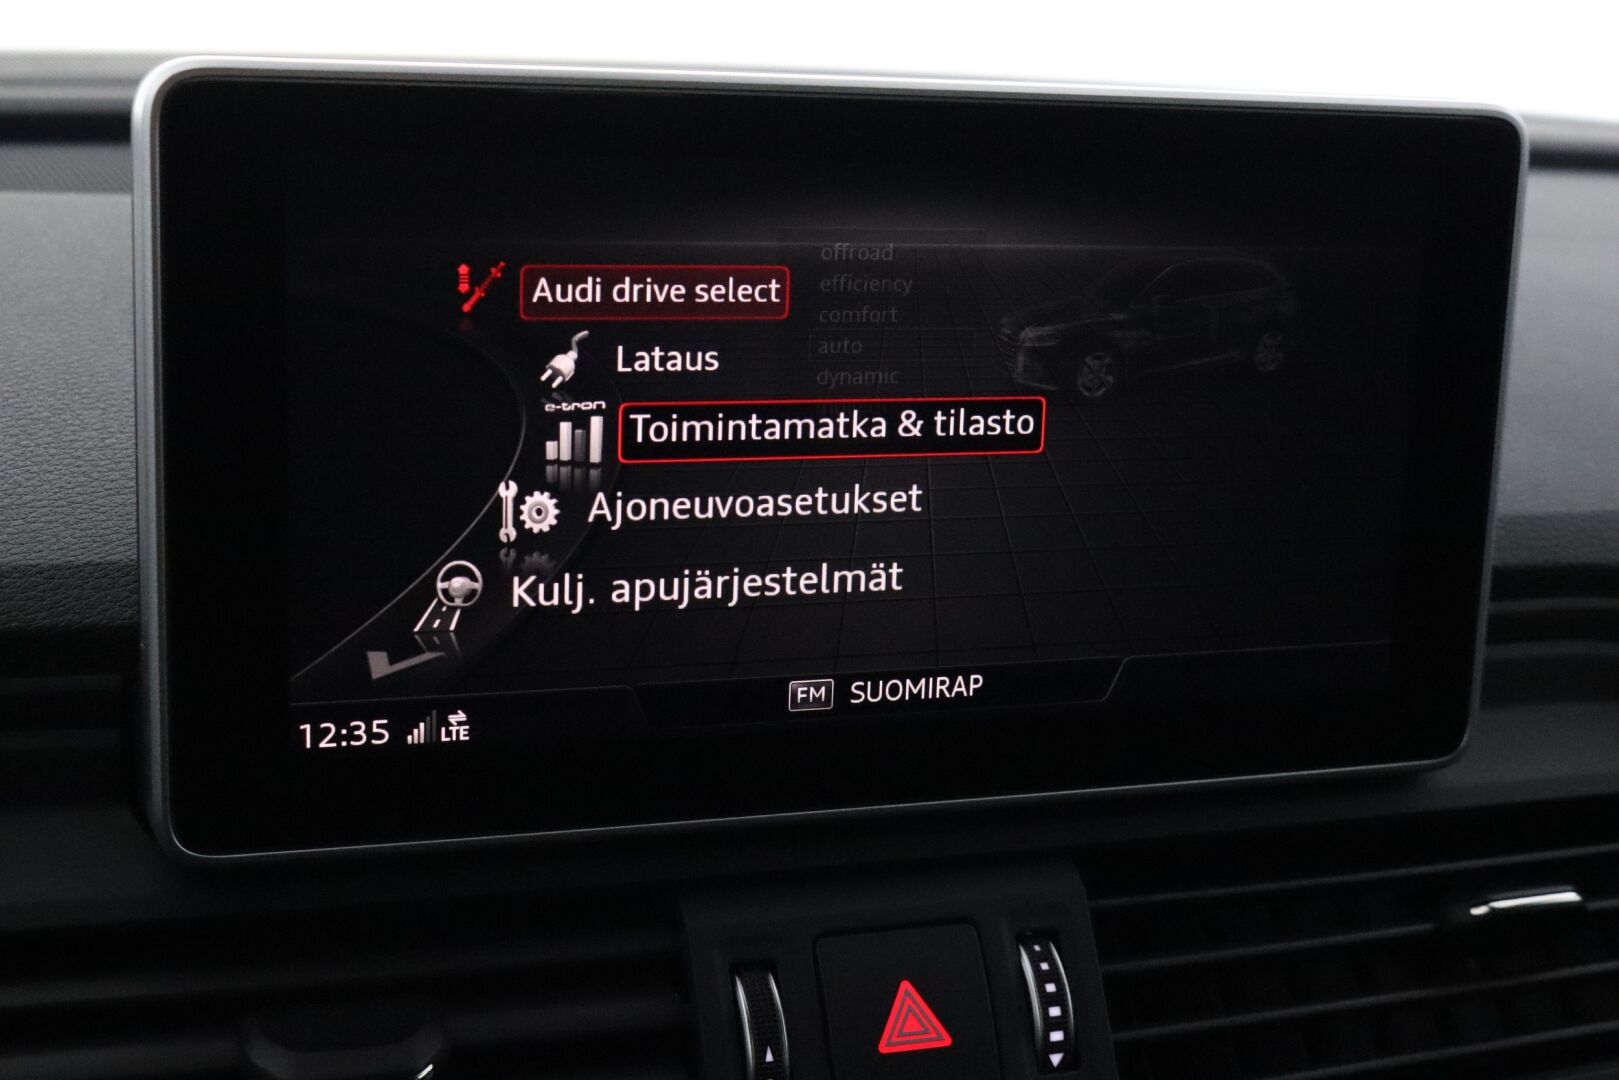 offroad
efficiency
comfort
auto
dynamic
Audi drive select
Lataus
e-tron
Toimintamatka & tilasto
Ajoneuvoasetukset
Kulj. apujärjestelmät
FM SUOMIRAP
12:35 LTE